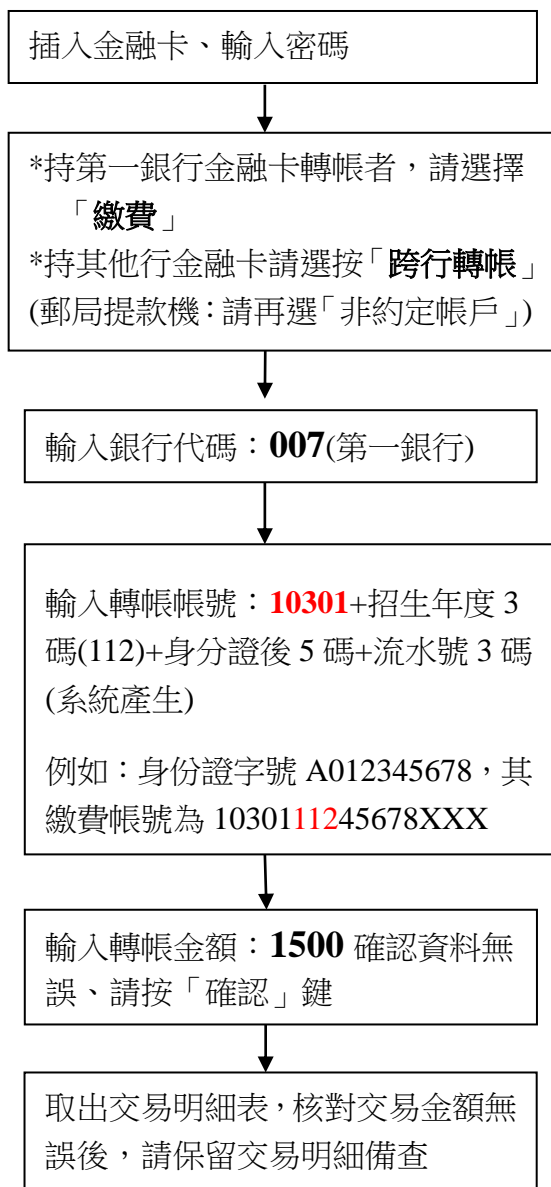 插入金融卡、輸入密碼
*持第一銀行金融卡轉帳者，請選擇
「繳費」
*持其他行金融卡請選按「跨行轉帳」
(郵局提款機：請再選「非約定帳戶」)
輸入銀行代碼：007(第一銀行)
輸入轉帳帳號：10301+招生年度 3
碼(112)+身分證後 5 碼+流水號 3 碼
(系統產生)
例如：身份證字號 A012345678，其
繳費帳號為 1030111245678XXX
輸入轉帳金額：1500 確認資料無
誤、請按「確認」鍵
取出交易明細表，核對交易金額無
誤後，請保留交易明細備查